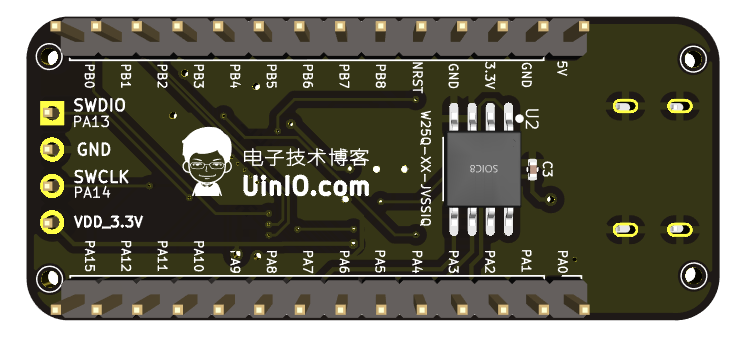 PB0 PB1 PB2 PB3 PB4 PB5 PB6 PB7 PB8 NRST GND 3.3V GND 5V
SWDIO
PA13
GND
SWCLK
PA14
VDD_3.3V
电子技术博客
UinIO.com
W25Q-XX-JVSSIQ
U2
SOIC8
C3
PA15 PA12 PA11 PA10 PA9 PA8 PA7 PA6 PA5 PA4 PA3 PA2 PA1 PA0